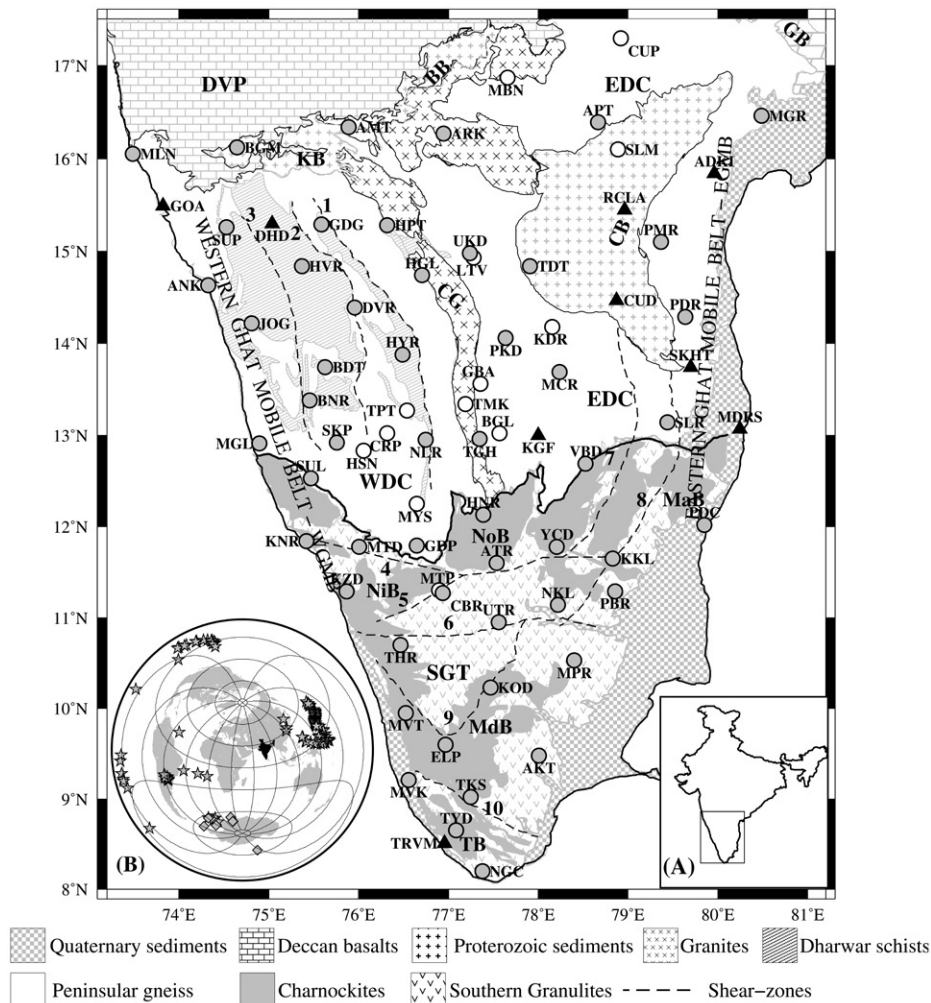 GB
17°N
CUP
DVP
BB
MBN
EDC
APT
MGR
AMT
ARK
16°N
MLN
BGM
SLM
KB
ADKI
GOA
3
1
RCLA
SUP
DHD
2
GDG
HPT
CB
PMR
UKD
15°N
HVR
HGL
LTV
TDT
ANK
CG
CUD
DVR
PDR
JOG
14°N
HYR
PKD
KDR
SKHT
BDT
GBA
MCR
EDC
BNR
TPT
TMK
BGL
SLR
MDRS
13°N
MGL
SKP
CRP
NLR
TGH
KGF
VBD
7
HSN
SUL
WDC
MYS
HNR
8
MaB
PDC
12°N
NoB
KNR
MTD
GDP
YCD
ATR
KKL
4
KZD
NiB
MTP
5
CBR
NKL
PBR
11°N
UTR
6
THR
SGT
MPR
KOD
10°N
MVT
9
MdB
ELP
AKT
MVK
TKS
9°N
10
TYD
TRVM
TB
(B)
(A)
NGC
8°N
WESTERN GHAT MOBILE BELT - WGMB
EASTERN GHAT MOBILE BELT - EGMB
74°E 75°E 76°E 77°E 78°E 79°E 80°E 81°E
Quaternary sediments Deccan basalts Proterozoic sediments Granites Dharwar schists
Peninsular gneiss Charnockites Southern Granulites Shear-zones